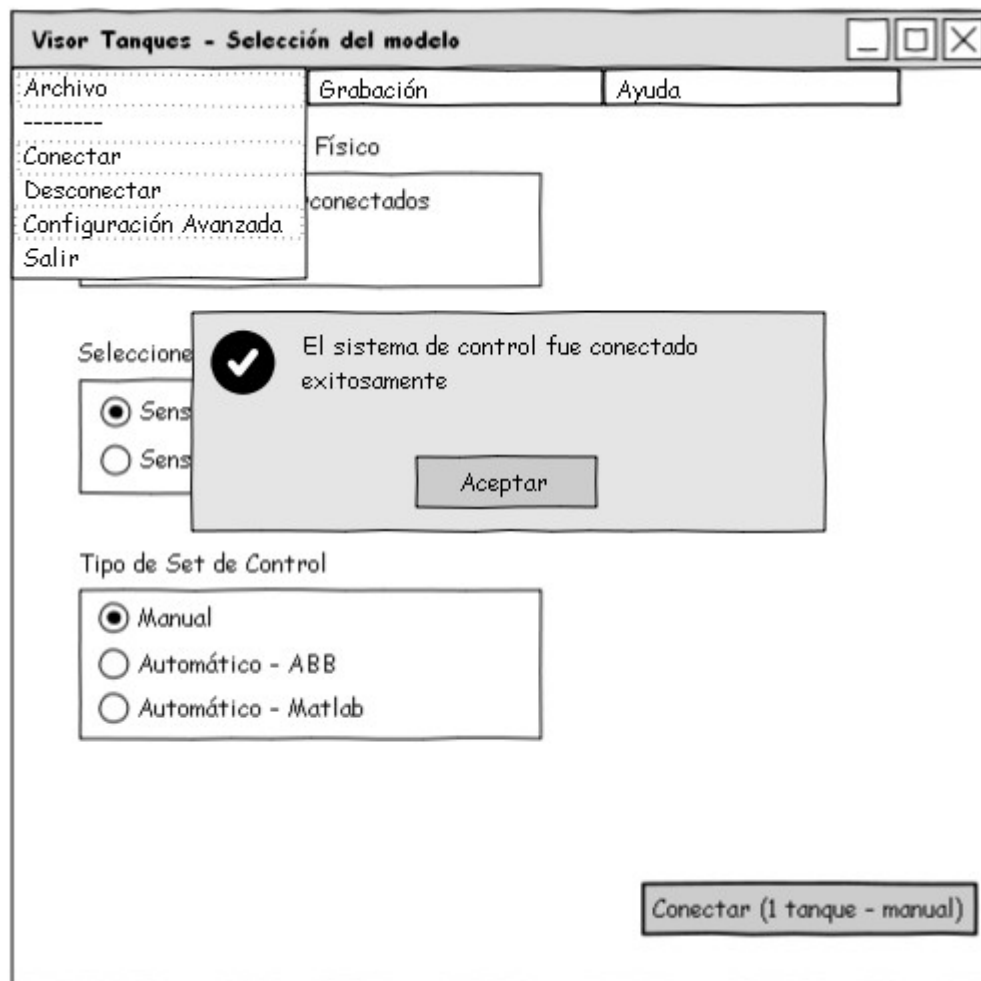 Visor Tanques - Selección del modelo
Archivo
Grabación
Ayuda
--------
Conectar
Desconectar
Configuración Avanzada
Salir
Físico
conectados
Seleccione
Sens
Sens
El sistema de control fue conectado
exitosamente
Aceptar
Tipo de Set de Control
Manual
Automático - ABB
Automático - Matlab
Conectar (1 tanque - manual)